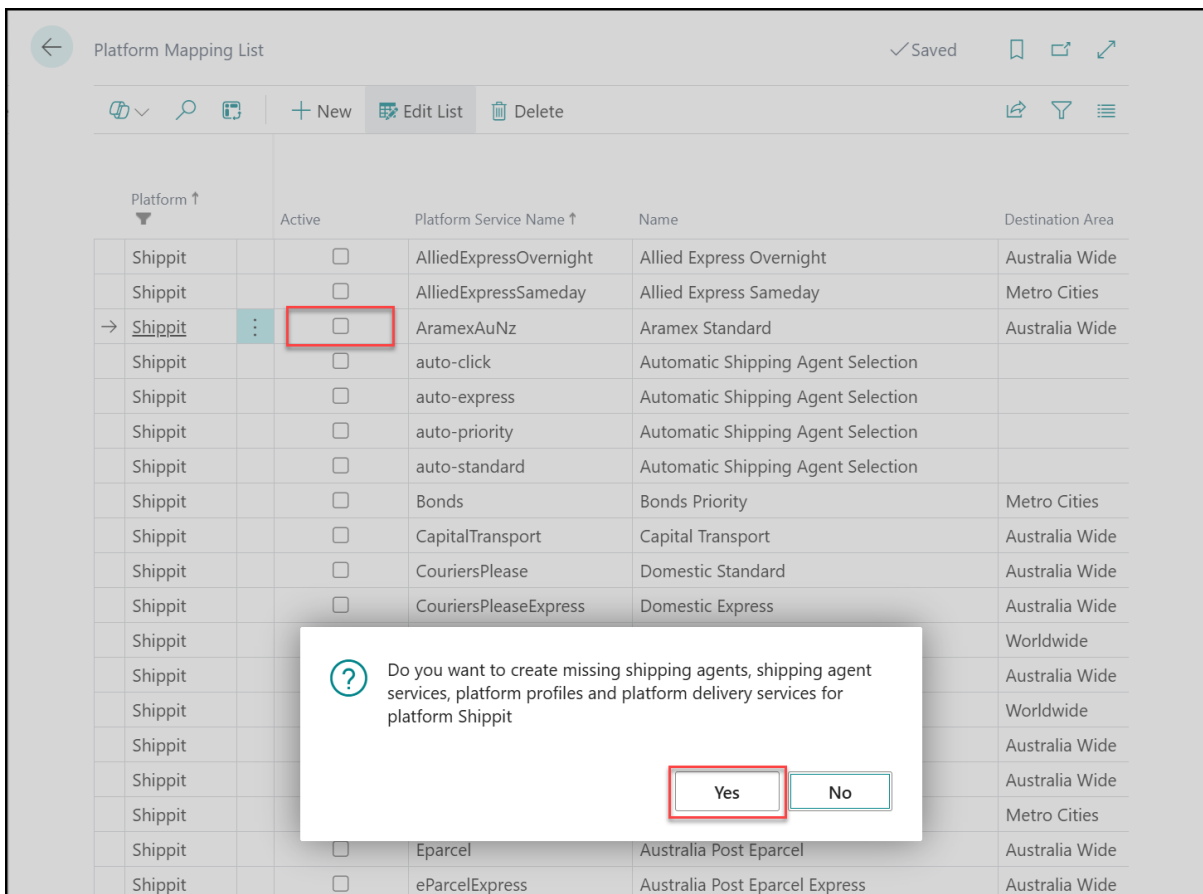 Platform Mapping List
Saved
New
Edit List
Delete
Platform ↑
Active
Platform Service Name ↑
Name
Destination Area
Shippit AlliedExpressOvernight Allied Express Overnight Australia Wide
Shippit AlliedExpressSameday Allied Express Sameday Metro Cities
Shippit AramexAuNz Aramex Standard Australia Wide
Shippit auto-click Automatic Shipping Agent Selection
Shippit auto-express Automatic Shipping Agent Selection
Shippit auto-priority Automatic Shipping Agent Selection
Shippit auto-standard Automatic Shipping Agent Selection
Shippit Bonds Bonds Priority Metro Cities
Shippit CapitalTransport Capital Transport Australia Wide
Shippit CouriersPlease Domestic Standard Australia Wide
Shippit CouriersPleaseExpress Domestic Express Australia Wide
Shippit Worldwide
Shippit Australia Wide
Shippit Worldwide
Shippit Australia Wide
Shippit Australia Wide
Shippit Metro Cities
Do you want to create missing shipping agents, shipping agent
services, platform profiles and platform delivery services for
platform Shippit
Yes
No
Shippit Eparcel Australia Post Eparcel Australia Wide
Shippit eParcelExpress Australia Post Eparcel Express Australia Wide